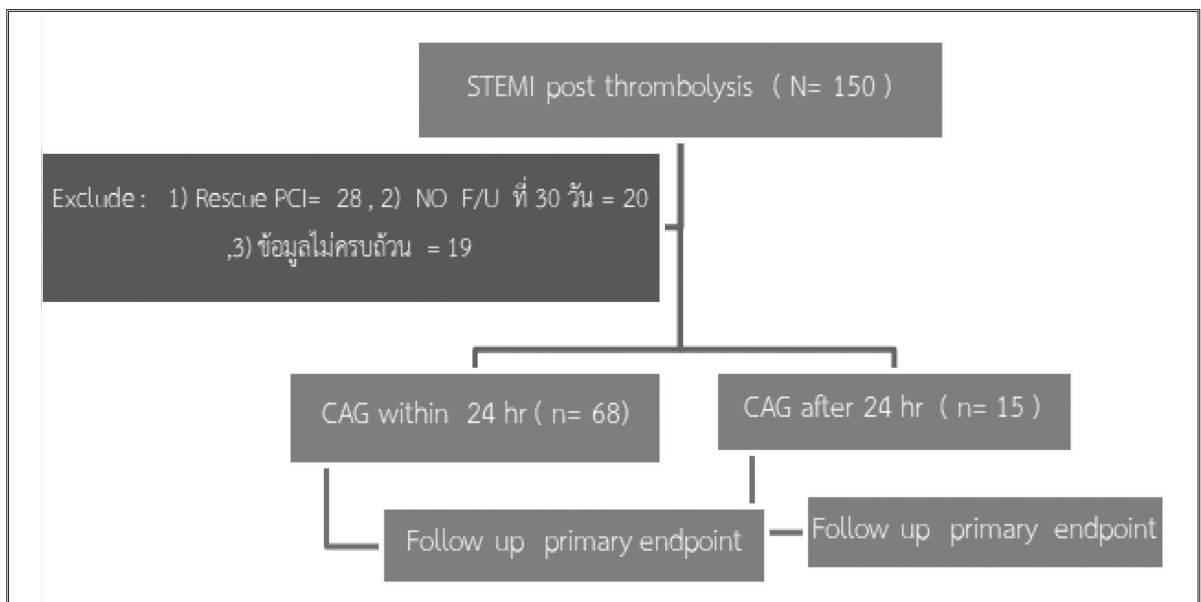 STEMI post thrombolysis ( N= 150 )
Exclude : 1) Rescue PCI= 28 , 2) NO F/U ที่ 30 วัน = 20
,3) ข้อมูลไม่ครบถ้วน = 19
CAG within 24 hr ( n= 68)
CAG after 24 hr ( n= 15 )
Follow up primary endpoint
Follow up primary endpoint